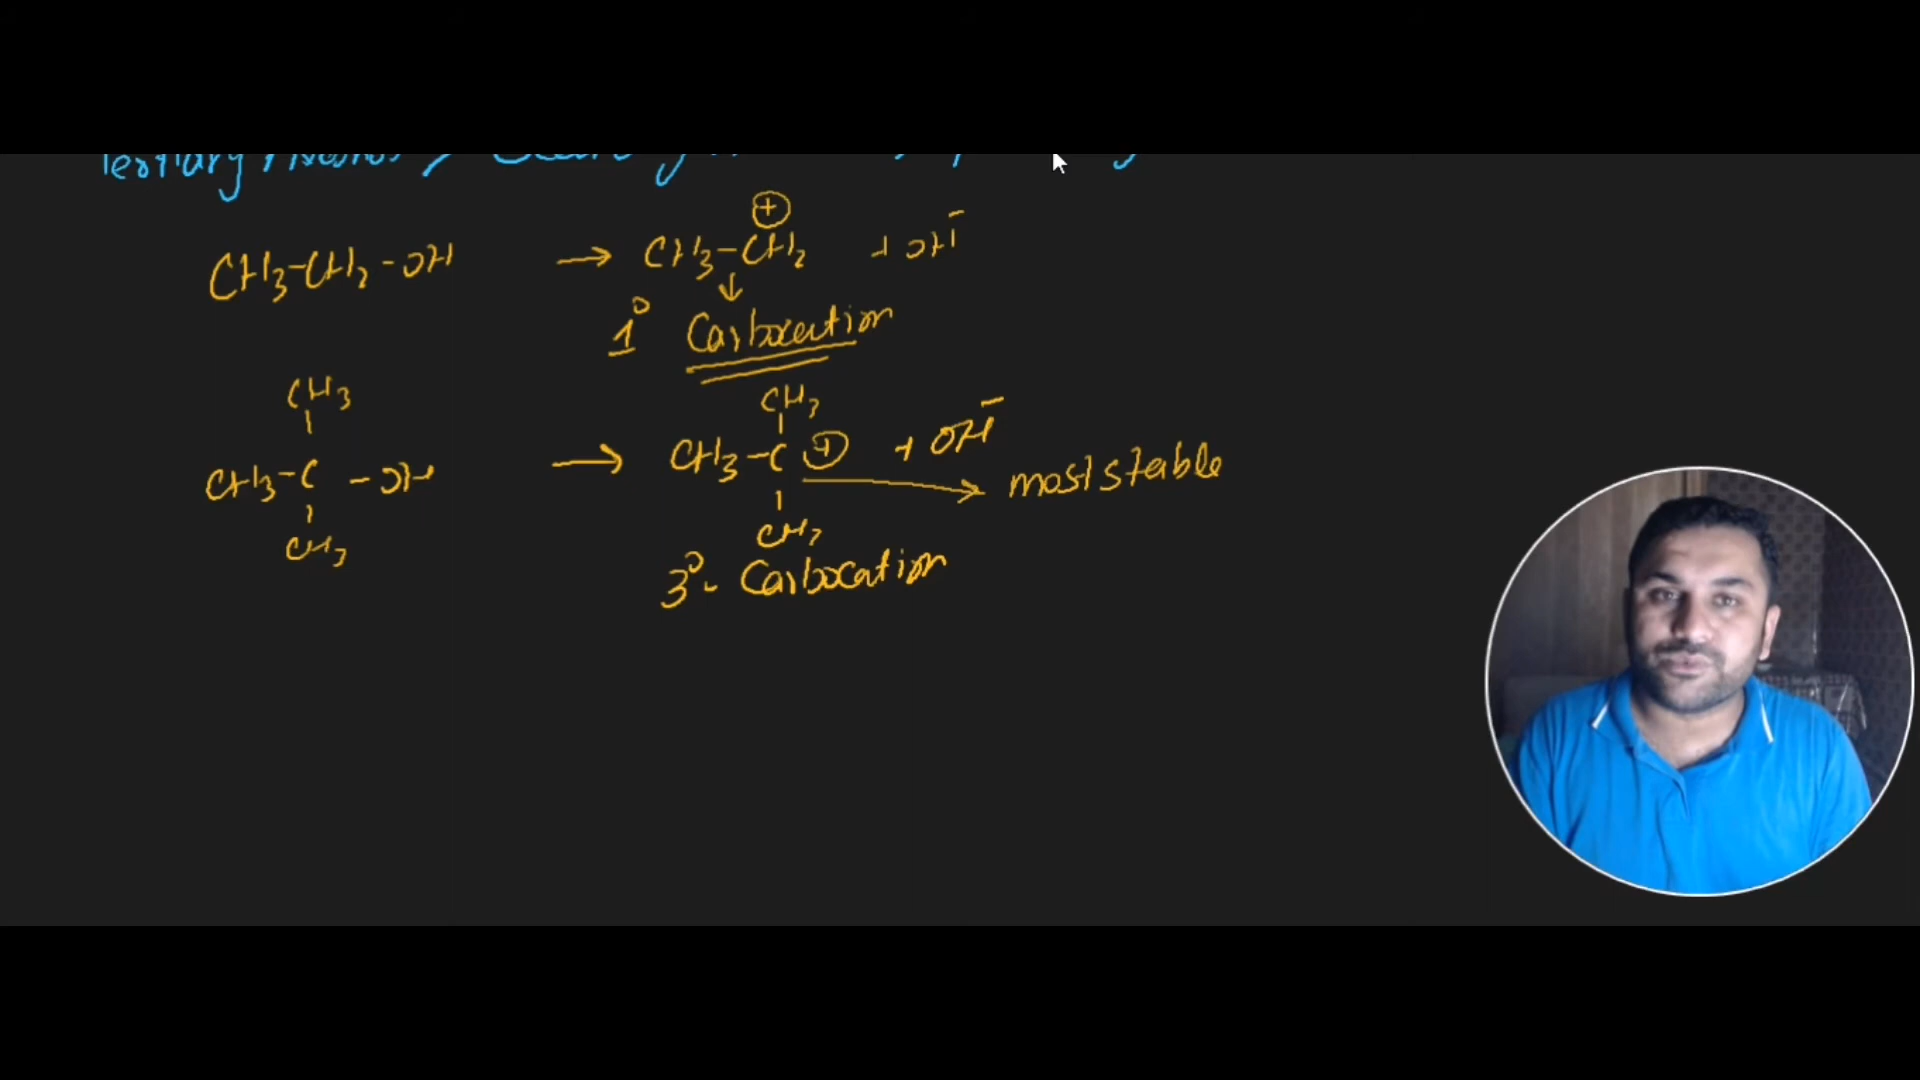 Tertiary
CH3-CH2-OH → CH3-CH2 ⊕ + OH⁻
↓
1° Carbocation
CH3 CH3
CH3-C-OH → CH3-C ⊕ + OH⁻ → most stable
CH3 CH3
3°- Carbocation